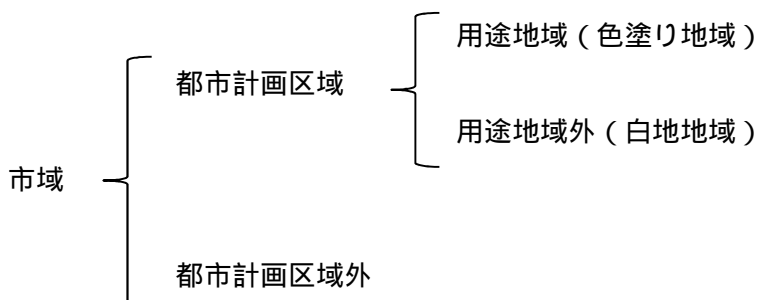 用途地域（色塗り地域）
都市計画区域
用途地域外（白地地域）
市域
都市計画区域外